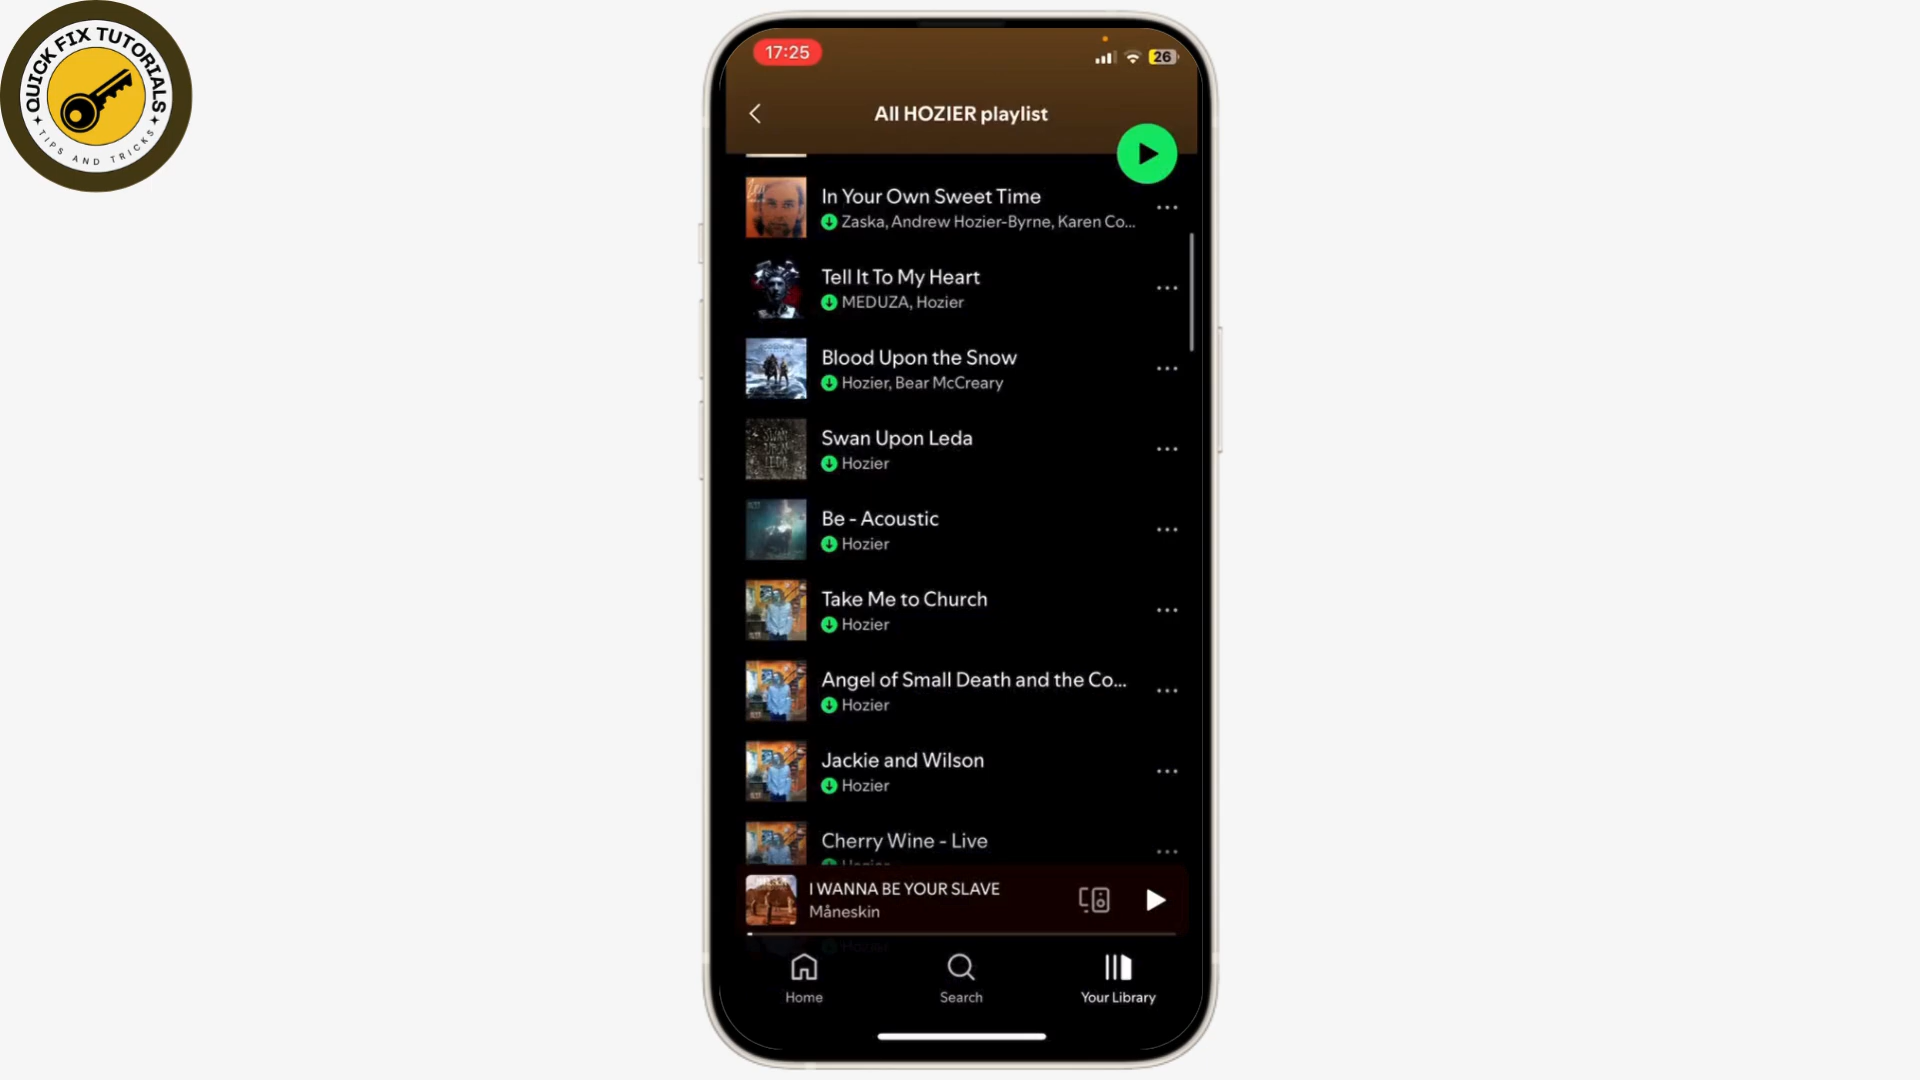 QUICK FIX TUTORIALS
TIPS AND TRICKS
17:25
26
All HOZIER playlist
In Your Own Sweet Time
Zaska, Andrew Hozier-Byrne, Karen Co...
Tell It To My Heart
MEDUZA, Hozier
Blood Upon the Snow
Hozier, Bear McCreary
Swan Upon Leda
Hozier
Be - Acoustic
Hozier
Take Me to Church
Hozier
Angel of Small Death and the Co...
Hozier
Jackie and Wilson
Hozier
Cherry Wine - Live
Hozier
I WANNA BE YOUR SLAVE
Måneskin
Hozier
Home
Search
Your Library